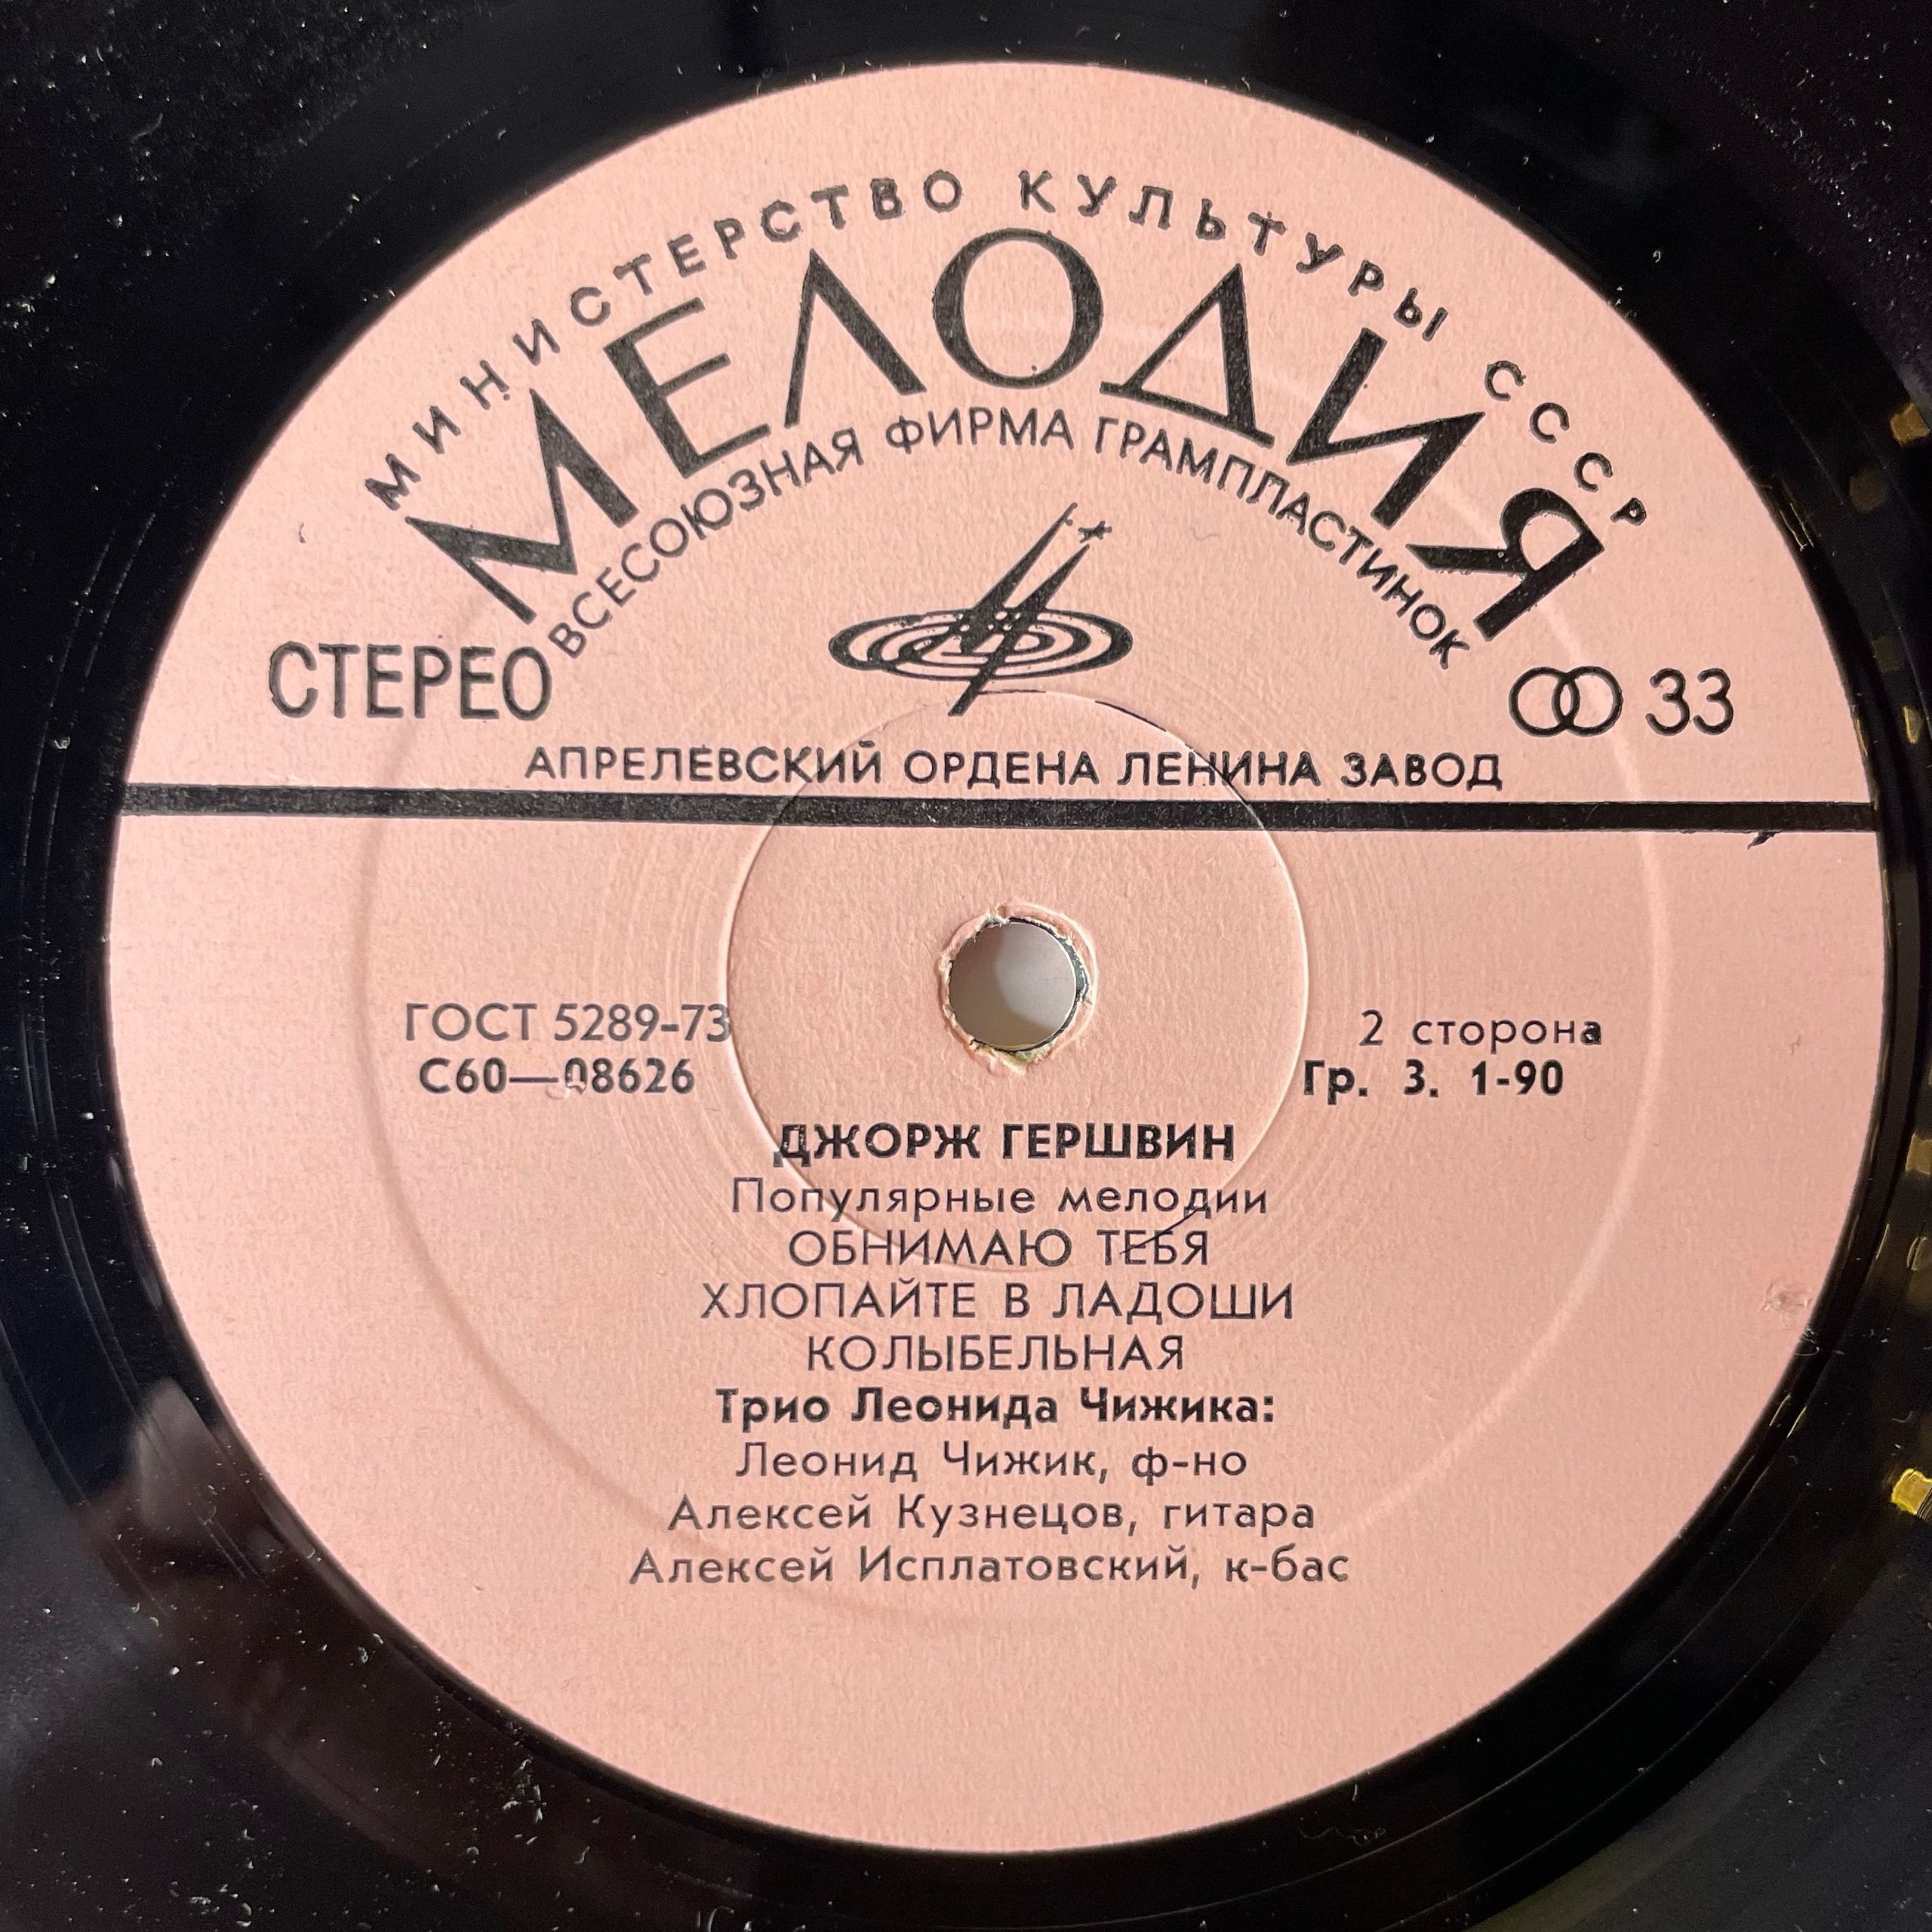 МИНИСТЕРСТВО КУЛЬТУРЫ СССР
МЕЛОДИЯ
ВСЕСОЮЗНАЯ ФИРМА ГРАМПЛАСТИНОК
СТЕРЕО
33
АПРЕЛЕВСКИЙ ОРДЕНА ЛЕНИНА ЗАВОД
ГОСТ 5289-73
С60—08626
2 сторона
Гр. 3. 1-90
ДЖОРЖ ГЕРШВИН
Популярные мелодии
ОБНИМАЮ ТЕБЯ
ХЛОПАЙТЕ В ЛАДОШИ
КОЛЫБЕЛЬНАЯ
Трио Леонида Чижика:
Леонид Чижик, ф-но
Алексей Кузнецов, гитара
Алексей Исплатовский, к-бас